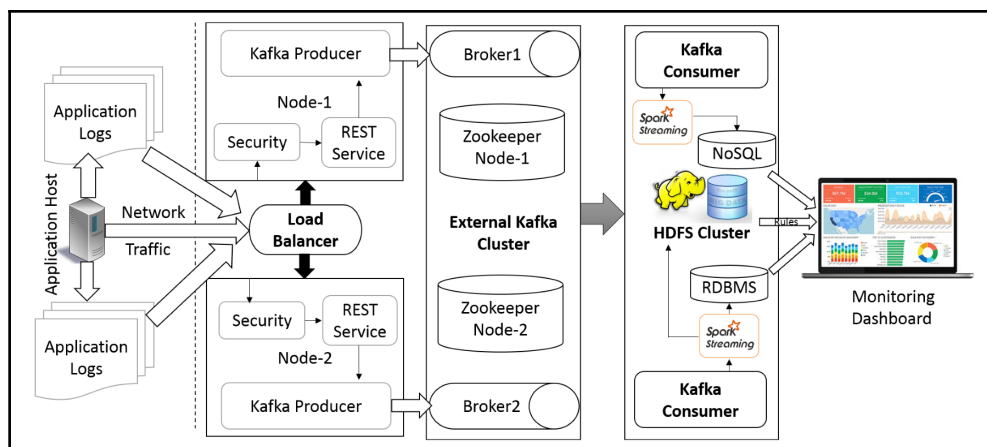 Application Host
Application
Logs
Application
Logs
Network
Traffic
Kafka Producer
Node-1
Security
REST
Service
Load
Balancer
Security
REST
Service
Node-2
Kafka Producer
Broker1
Zookeeper
Node-1
External Kafka
Cluster
Zookeeper
Node-2
Broker2
Kafka
Consumer
Spark
Streaming
NoSQL
HDFS Cluster
RDBMS
Spark
Streaming
Kafka
Consumer
Rules
Monitoring
Dashboard